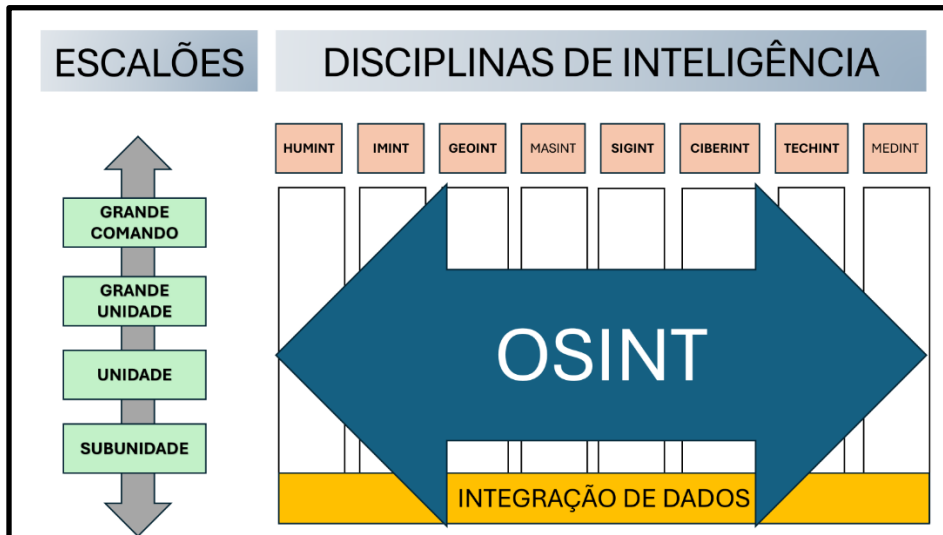 ESCALÕES
DISCIPLINAS DE INTELIGÊNCIA
HUMINT
IMINT
GEOINT
MASINT
SIGINT
CIBERINT
TECHINT
MEDINT
GRANDE
COMANDO
GRANDE
UNIDADE
UNIDADE
SUBUNIDADE
OSINT
INTEGRAÇÃO DE DADOS